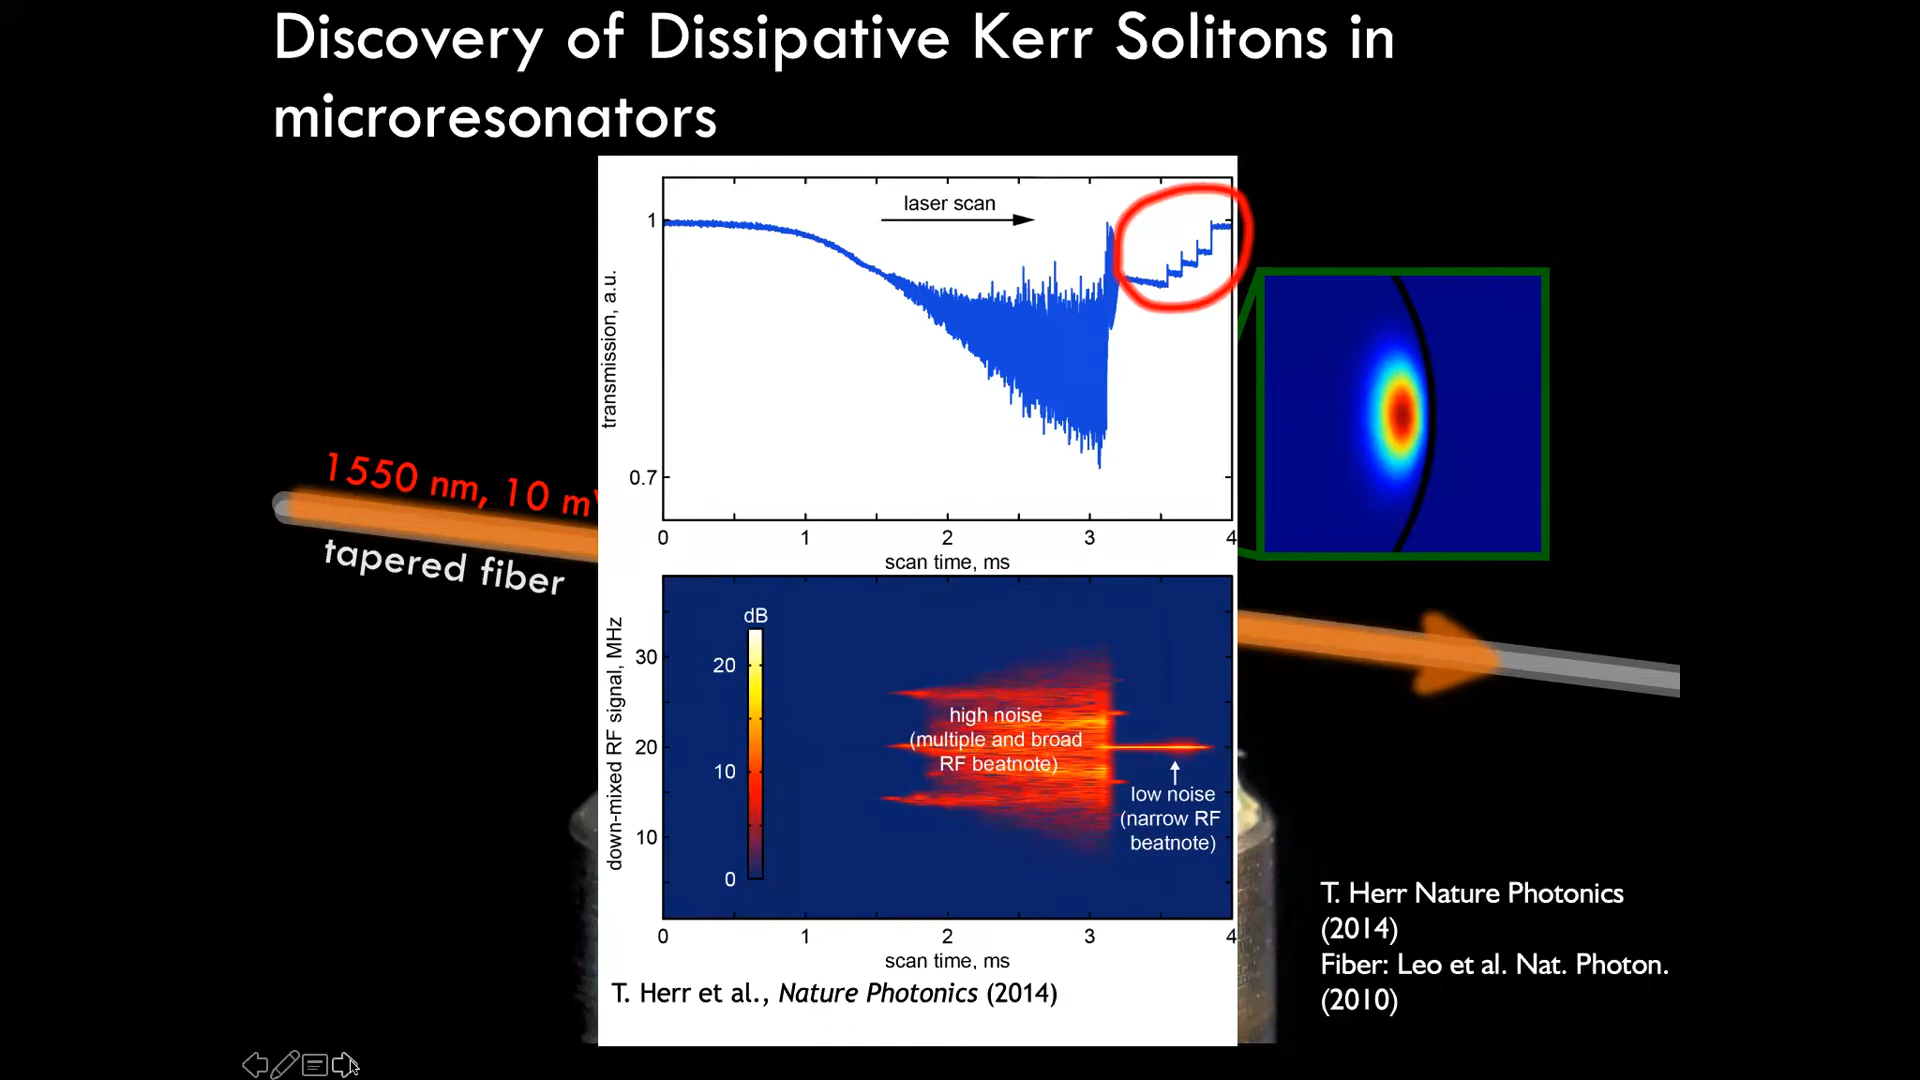 Discovery of Dissipative Kerr Solitons in
microresonators
laser scan
1
transmission, a.u.
0.7
0 1 2 3 4
scan time, ms
1550 nm, 10 m
tapered fiber
dB
20
10
0
down-mixed RF signal, MHz
30
20
10
high noise
(multiple and broad
RF beatnote)
low noise
(narrow RF
beatnote)
0 1 2 3 4
scan time, ms
T. Herr et al., Nature Photonics (2014)
T. Herr Nature Photonics
(2014)
Fiber: Leo et al. Nat. Photon.
(2010)